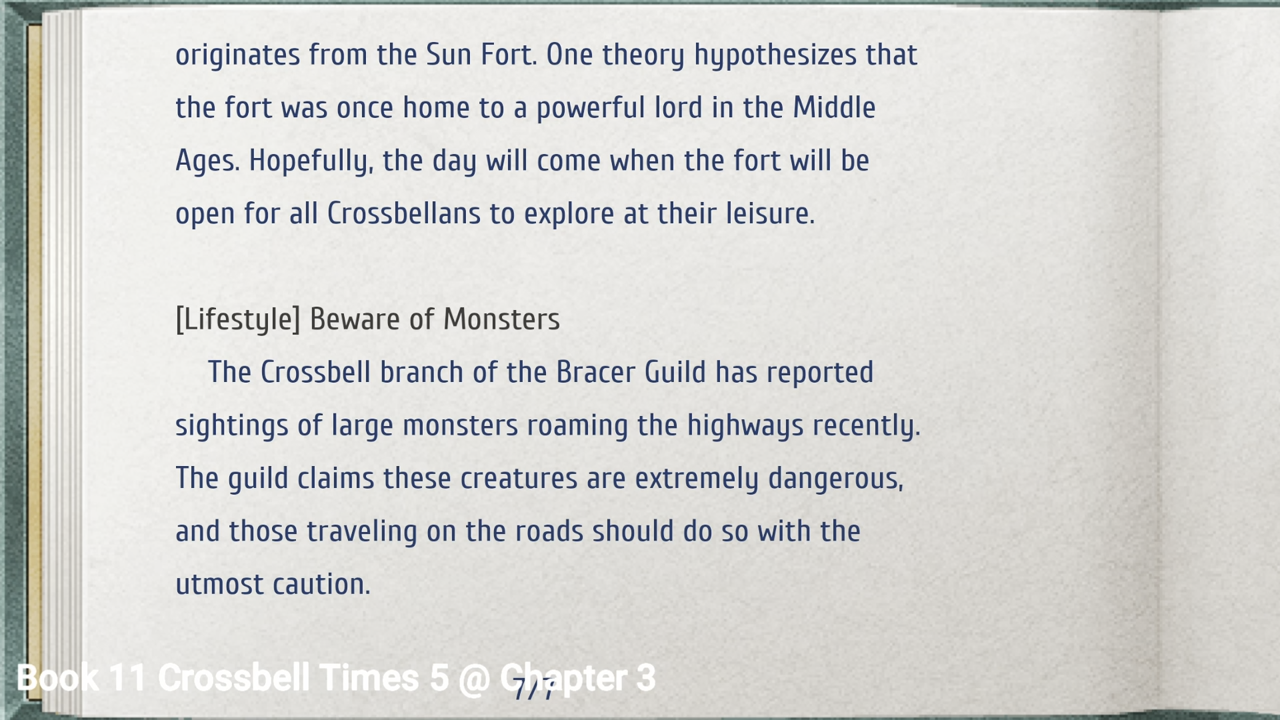 originates from the Sun Fort. One theory hypothesizes that
the fort was once home to a powerful lord in the Middle
Ages. Hopefully, the day will come when the fort will be
open for all Crossbellans to explore at their leisure.
[Lifestyle] Beware of Monsters
The Crossbell branch of the Bracer Guild has reported
sightings of large monsters roaming the highways recently.
The guild claims these creatures are extremely dangerous,
and those traveling on the roads should do so with the
utmost caution.
Book 11 Crossbell Times 5 @ Chapter 3
7/7